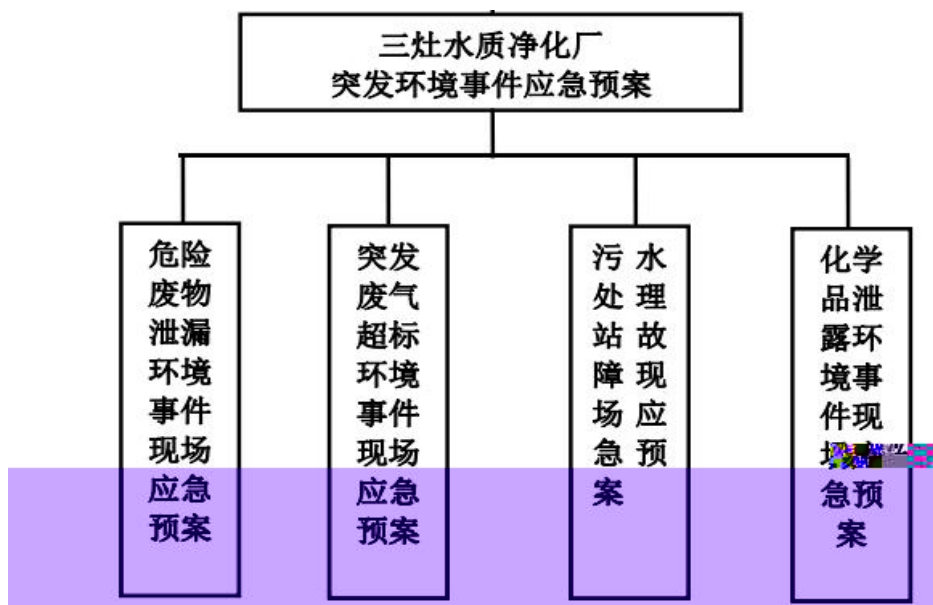 三灶水质净化厂
突发环境事件应急预案
危险
废物
泄漏
环境
事件
现场
应急
预案
突发
废气
超标
环境
事件
现场
应急
预案
污 水
处 理
站 故
障 现
场 应
急 预
案
化学
品泄
露环
境事
件现
急预
案